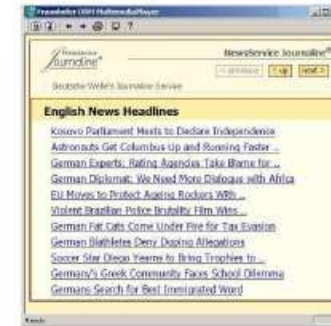 Fraunhofer DRM MultimediaPlayer
Fraunhofer
Journaline®
NewsService Journaline®
< previous up next >
Deutsche Welle's Journaline Service
English News Headlines
Kosovo Parliament Meets to Declare Independence
Astronauts Get Columbus Up and Running Faster ...
German Experts: Rating Agencies Take Blame for ...
German Diplomat: We Need More Dialogue with Africa
EU Moves to Protect Ageing Rockers With ...
Violent Brazilian Police Brutality Film Wins ...
German Fat Cats Come Under Fire for Tax Evasion
German Biathletes Deny Doping Allegations
Soccer Star Diego Yearns to Bring Trophies to ...
Germany's Greek Community Faces School Dilemma
Germans Search for Best Immigrated Word
Ready